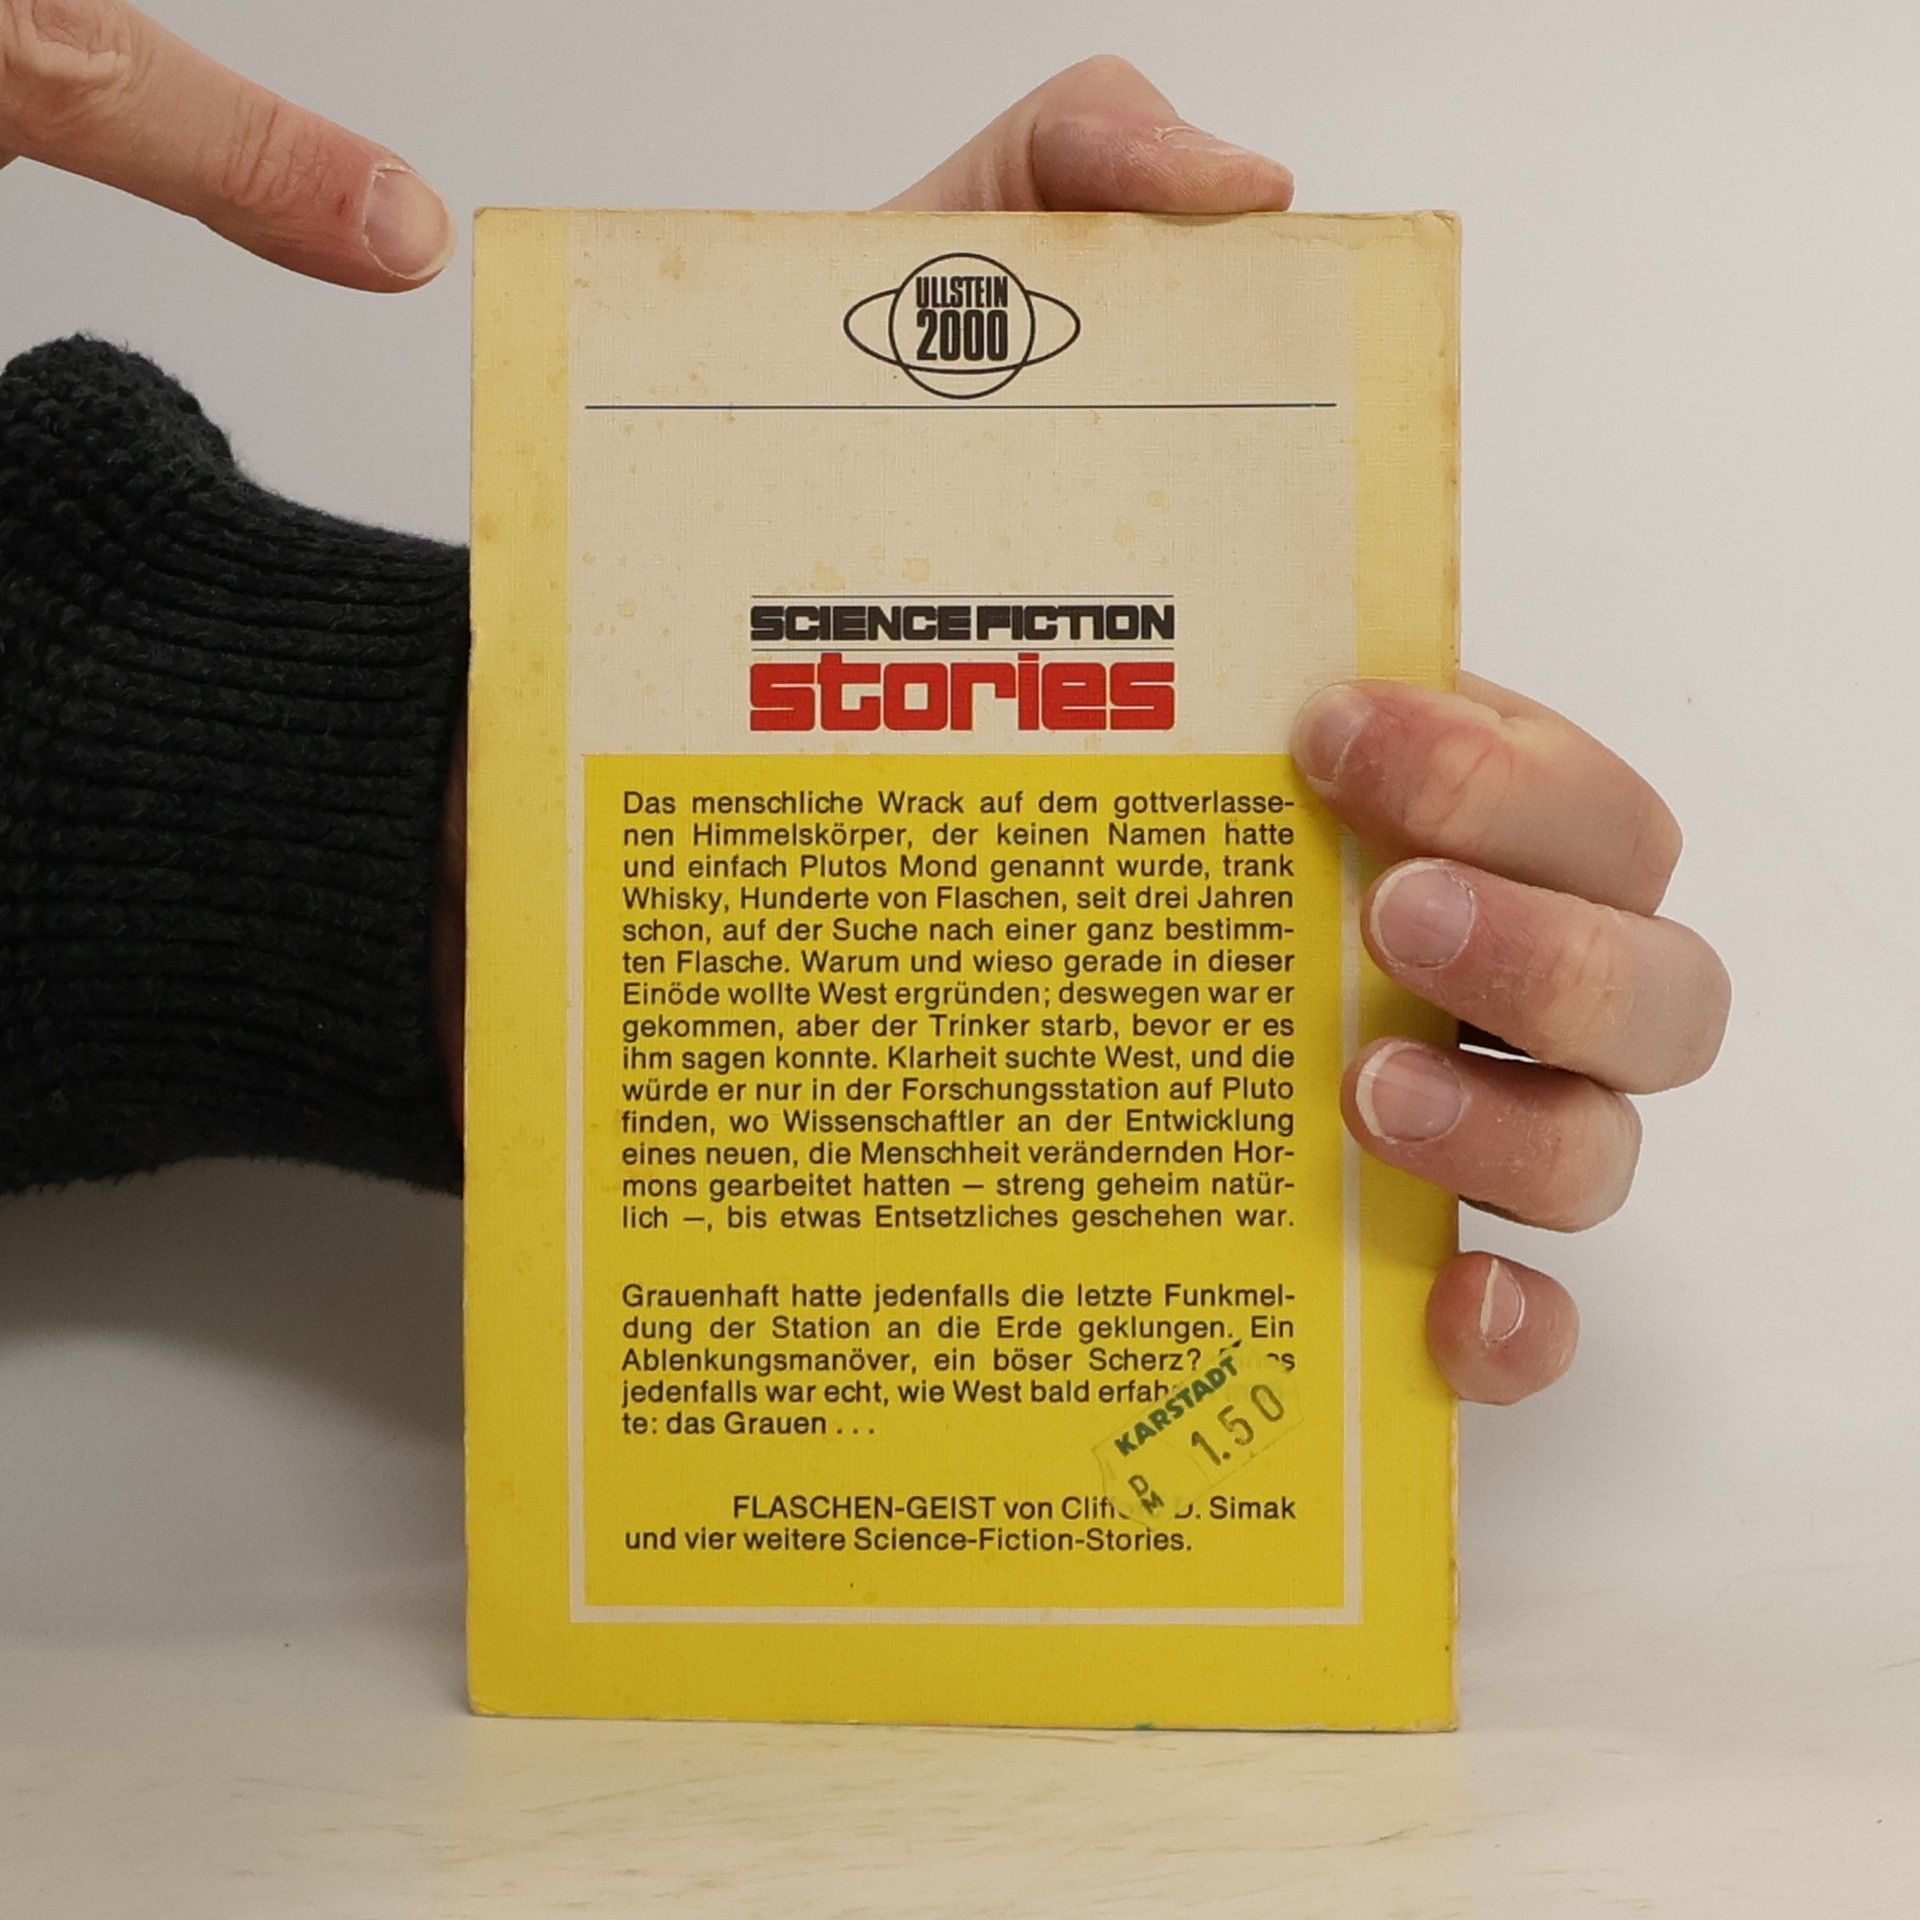 ULLSTEIN
2000
SCIENCE FICTION
stories
Das menschliche Wrack auf dem gottverlasse-
nen Himmelskörper, der keinen Namen hatte
und einfach Plutos Mond genannt wurde, trank
Whisky, Hunderte von Flaschen, seit drei Jahren
schon, auf der Suche nach einer ganz bestimm-
ten Flasche. Warum und wieso gerade in dieser
Einöde wollte West ergründen; deswegen war er
gekommen, aber der Trinker starb, bevor er es
ihm sagen konnte. Klarheit suchte West, und die
würde er nur in der Forschungsstation auf Pluto
finden, wo Wissenschaftler an der Entwicklung
eines neuen, die Menschheit verändernden Hor-
mons gearbeitet hatten — streng geheim natür-
lich —, bis etwas Entsetzliches geschehen war.
Grauenhaft hatte jedenfalls die letzte Funkmel-
dung der Station an die Erde geklungen. Ein
Ablenkungsmanöver, ein böser Scherz?
jedenfalls war echt, wie West bald
te: das Grauen . . .
KARSTADT
DM 1.50
FLASCHEN-GEIST von D. Simak
und vier weitere Science-Fiction-Stories.